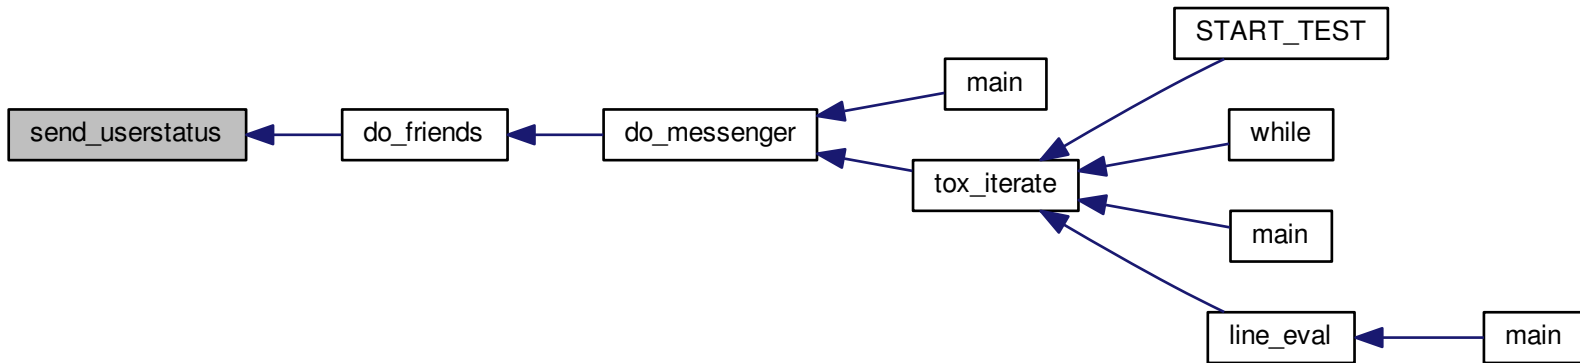 START_TEST
main
send_userstatus
do_friends
do_messenger
while
tox_iterate
main
line_eval
main